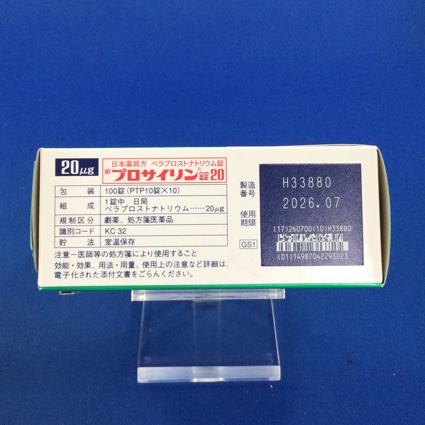 20μg
日本薬局方 ベラプロストナトリウム錠
劇 プロサイリン®錠20
包装 100錠(PTP10錠×10)
組成 1錠中 日局
ベラプロストナトリウム……20μg
規制区分 劇薬、処方箋医薬品
識別コード KC 32
貯法 室温保存
注意-医師等の処方箋により使用すること
効能・効果、用法・用量、使用上の注意など詳細は、
電子化された添付文書をごらんください。
製造番号 H33880
使用期限 2026.07
GS1
(17)260700(10)H33880
(01)14987042293023